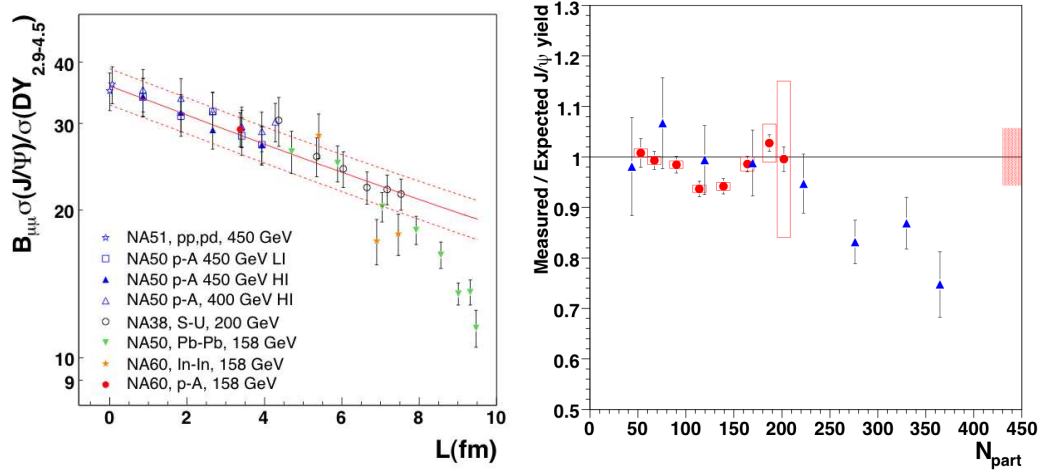 B_μμ σ(J/Ψ)/σ(DY_2.9-4.5)
40
30
20
10
9
NA51, pp,pd, 450 GeV
NA50 p-A 450 GeV LI
NA50 p-A 450 GeV HI
NA50 p-A, 400 GeV HI
NA38, S-U, 200 GeV
NA50, Pb-Pb, 158 GeV
NA60, In-In, 158 GeV
NA60, p-A, 158 GeV
0 2 4 6 8 10
L(fm)
Measured / Expected J/ψ yield
1.3
1.2
1.1
1
0.9
0.8
0.7
0.6
0.5
0 50 100 150 200 250 300 350 400 450
N_part